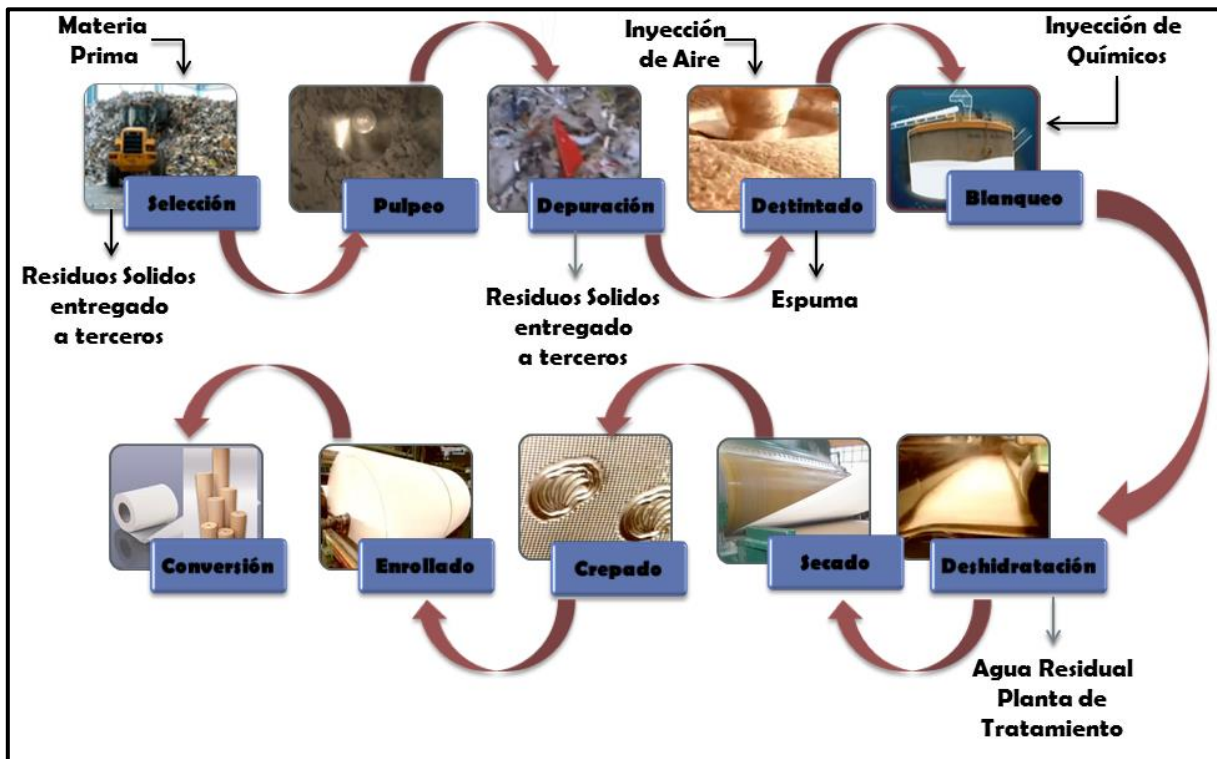 Materia
Prima
Inyección
de Aire
Inyección de
Químicos
Selección
Pulpeo
Depuración
Destintado
Blanqueo
Residuos Solidos
entregado
a terceros
Residuos Solidos
entregado
a terceros
Espuma
Conversión
Enrollado
Crepado
Secado
Deshidratación
Agua Residual
Planta de
Tratamiento